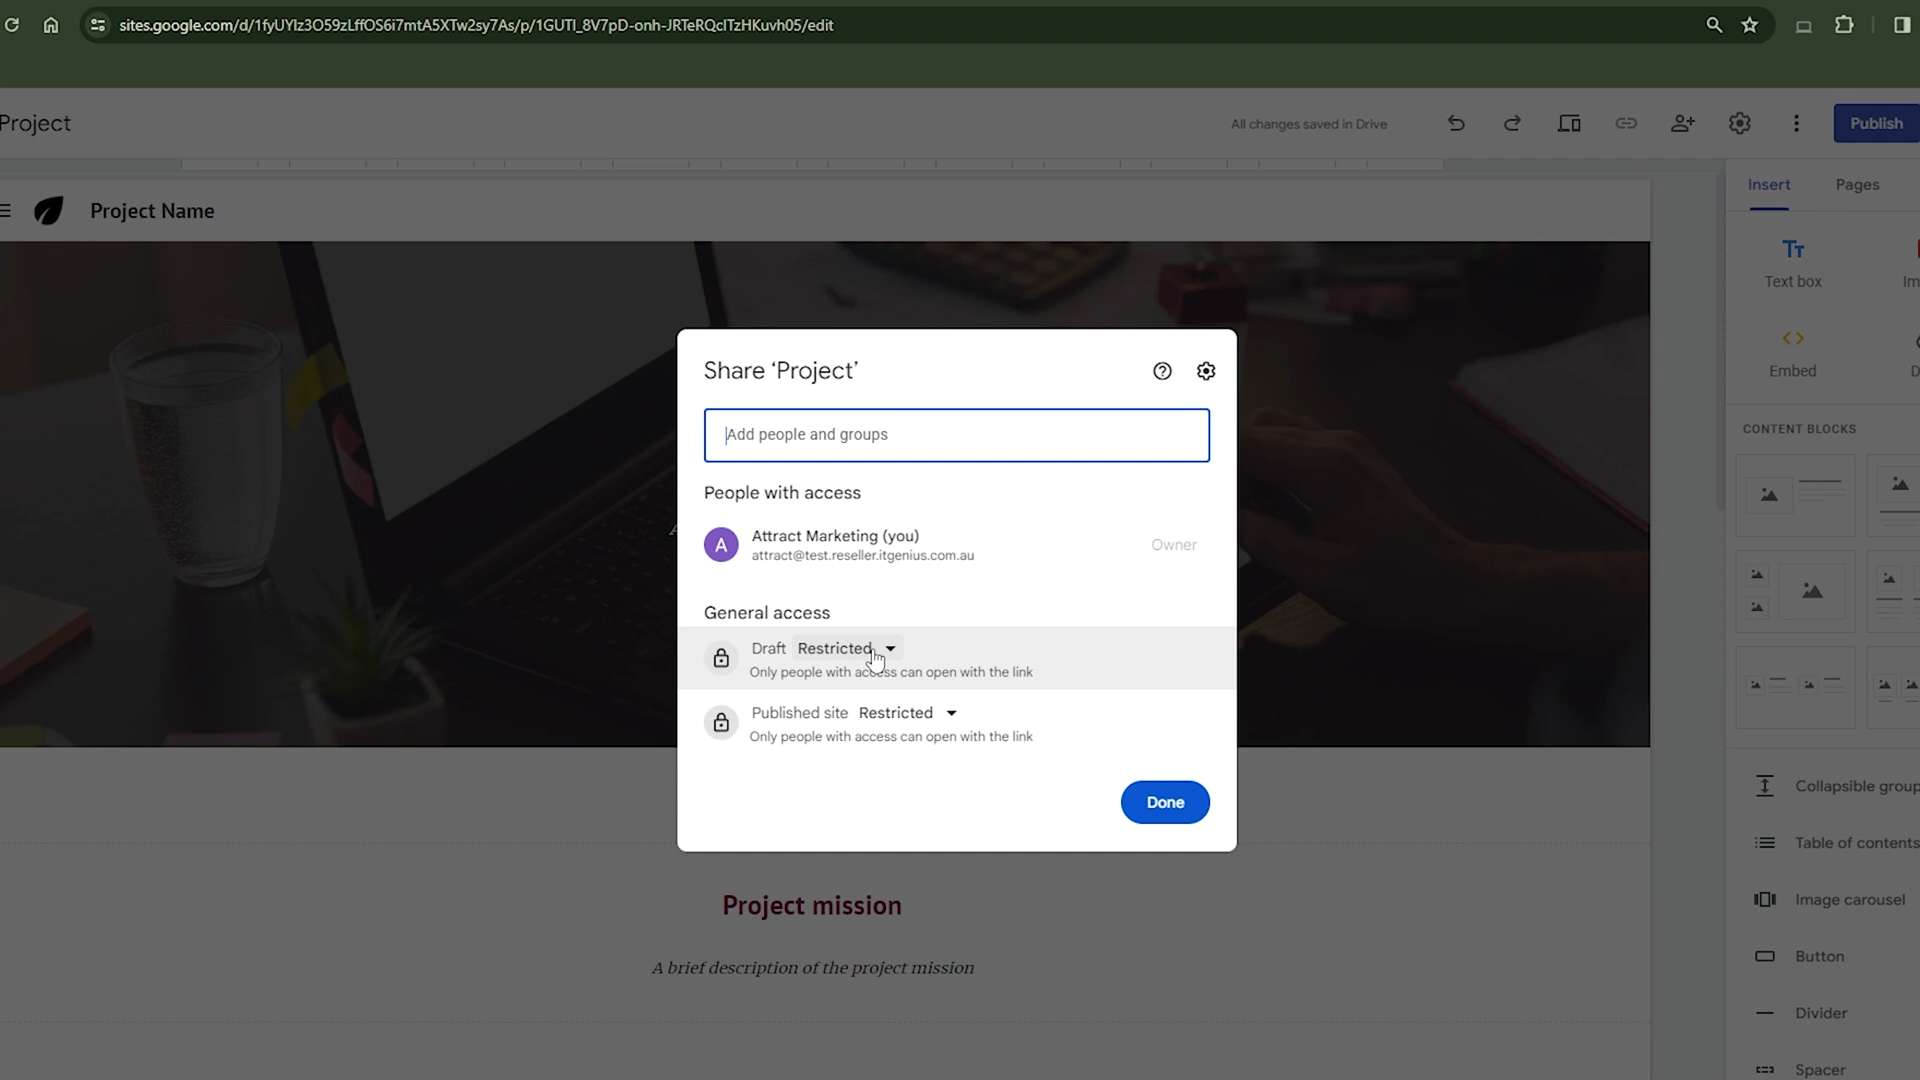 sites.google.com/d/1fyUYIz3O59zLffOS6i7mtA5XTw2sy7As/p/1GUTI_8V7pD-onh-JRTeRQcITzHKuvh05/edit
Project
All changes saved in Drive
Publish
Insert Pages
Project Name
Text box
Embed
CONTENT BLOCKS
Share ‘Project’
Add people and groups
People with access
A
Attract Marketing (you)
attract@test.reseller.itgenius.com.au
Owner
General access
Draft Restricted
Only people with access can open with the link
Published site Restricted
Only people with access can open with the link
Done
Collapsible group
Table of contents
Image carousel
Button
Divider
Spacer
Project mission
A brief description of the project mission